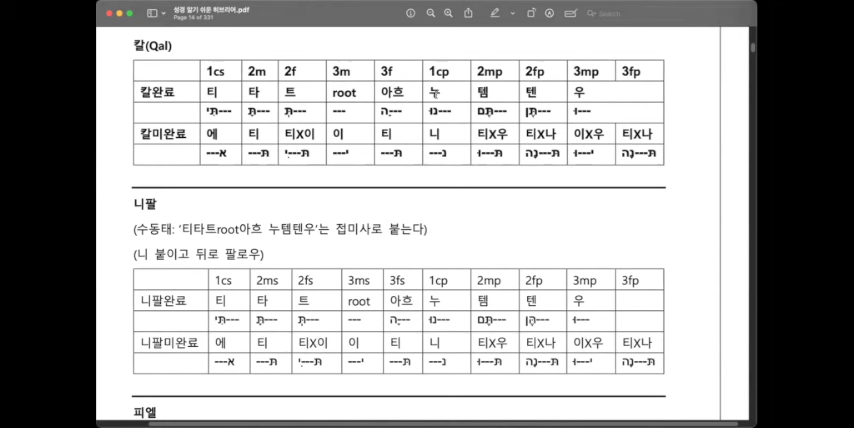 성경 알기 쉬운 히브리어.pdf
Page 14 of 331
Search...
칼(Qal)
1cs 2m 2f 3m 3f 1cp 2mp 2fp 3mp 3fp
칼완료 티 타 트 root 아흐 눅 템 텐 우
---תִּי ---תָּ ---תְּ --- ---ָה ---נוּ ---תֶּם ---תֶּן ---וּ
칼미완료 에 티 티X이 이 티 니 티X우 티X나 이X우 티X나
א--- תּ--- תּ---ִי י--- תּ--- נ--- תּ---וּ תּ---נָה י---וּ תּ---נָה
니팔
(수동태: '티타트root아흐 누템텐우'는 접미사로 붙는다)
(니 붙이고 뒤로 팔로우)
1cs 2ms 2fs 3ms 3fs 1cp 2mp 2fp 3mp 3fp
니팔완료 티 타 트 root 아흐 누 템 텐 우
---תִּי ---תָּ ---תְּ --- ---ָה ---נוּ ---תֶּם ---וּ
니팔미완료 에 티 티X이 이 티 니 티X우 티X나 이X우 티X나
א--- תּ--- תּ---ִי י--- תּ--- נ--- תּ---וּ תּ---נָה י---וּ תּ---נָה
피엘